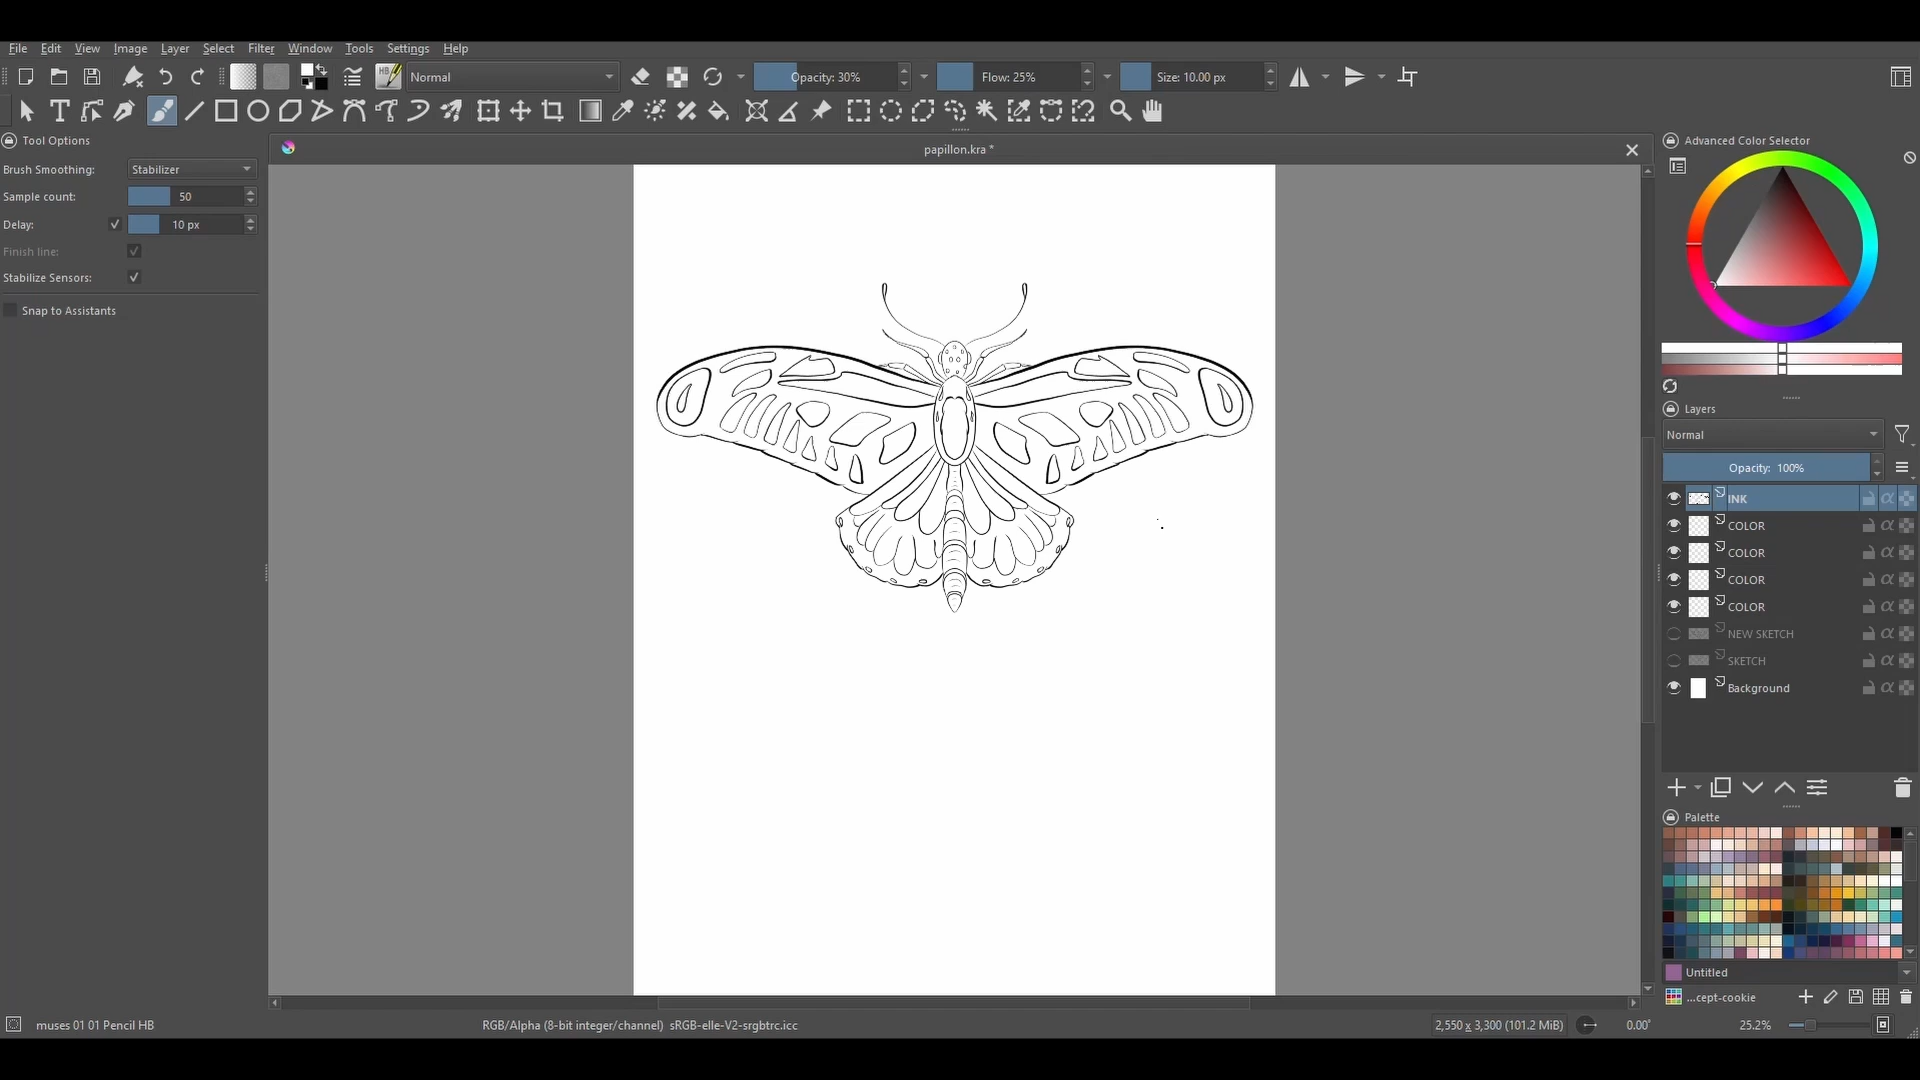 File Edit View Image Layer Select Filter Window Tools Settings Help
HB Normal Opacity: 30% Flow: 25% Size: 10.00 px
Tool Options
Brush Smoothing: Stabilizer
Sample count: 50
Delay: 10 px
Finish line:
Stabilize Sensors:
Snap to Assistants
papillon.kra *
Advanced Color Selector
Layers
Normal
Opacity: 100%
INK
COLOR
COLOR
COLOR
COLOR
NEW SKETCH
SKETCH
Background
Palette
Untitled
...cept-cookie
muses 01 01 Pencil HB
RGB/Alpha (8-bit integer/channel) sRGB-elle-V2-srgbtrc.icc
2,550 x 3,300 (101.2 MiB)
0.00°
25.2%